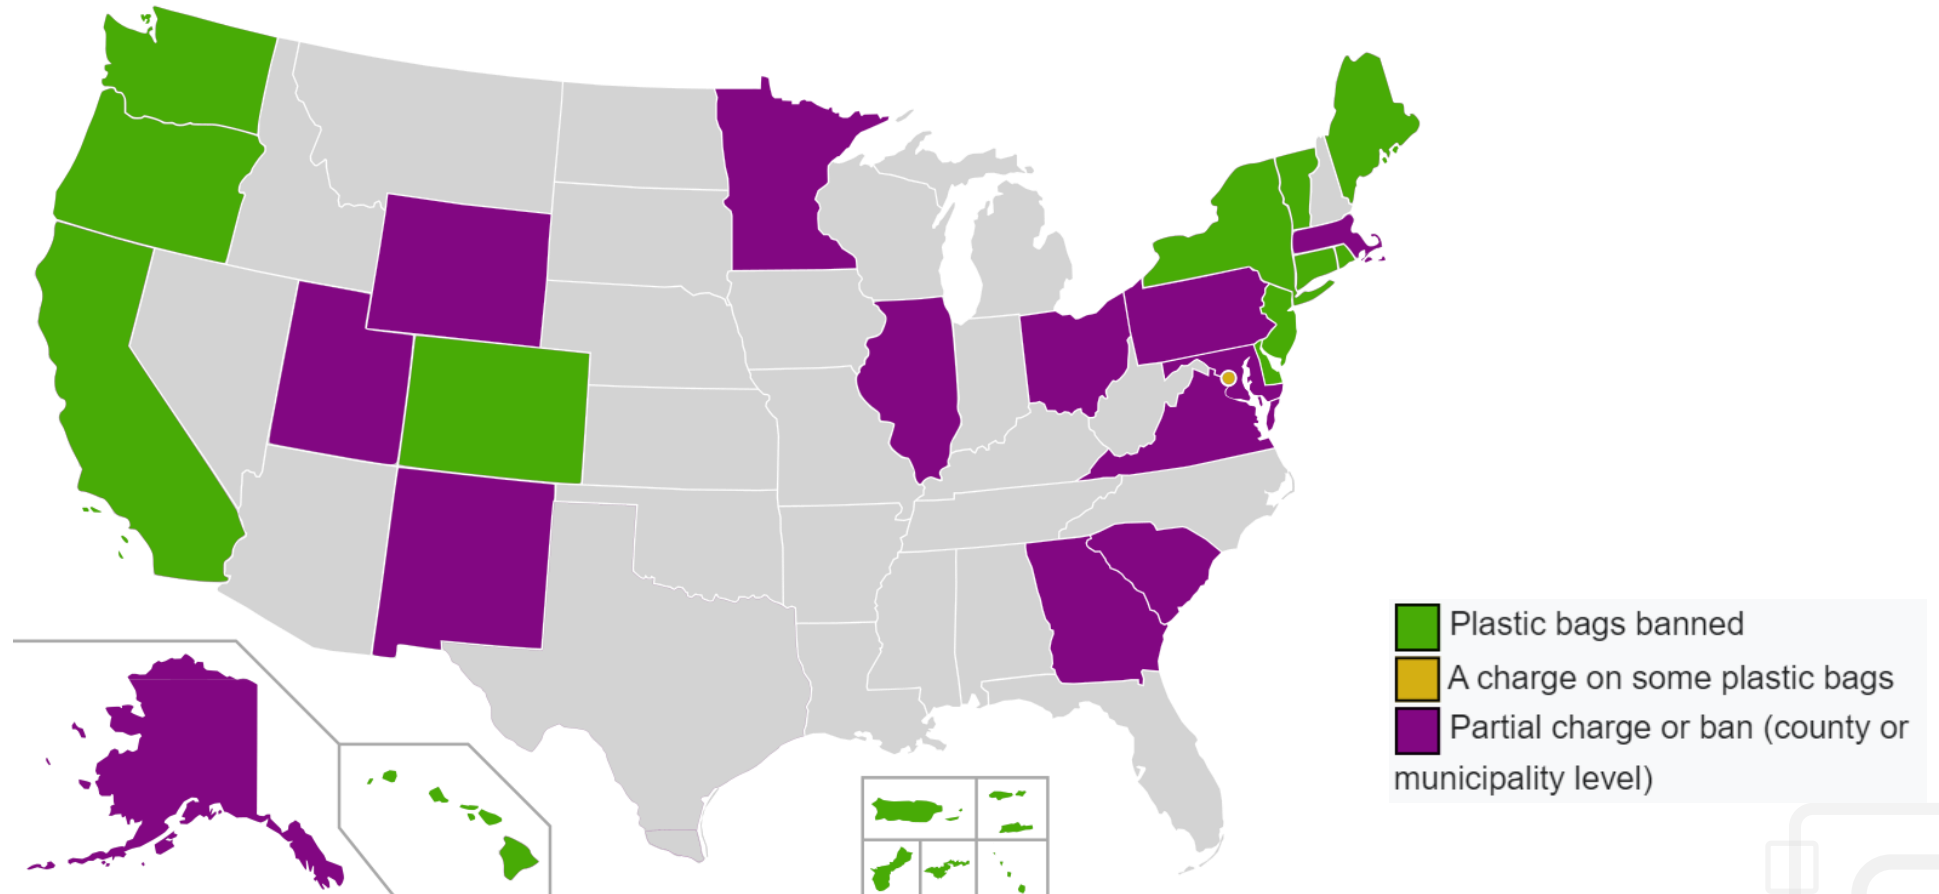 Plastic bags banned
A charge on some plastic bags
Partial charge or ban (county or
municipality level)